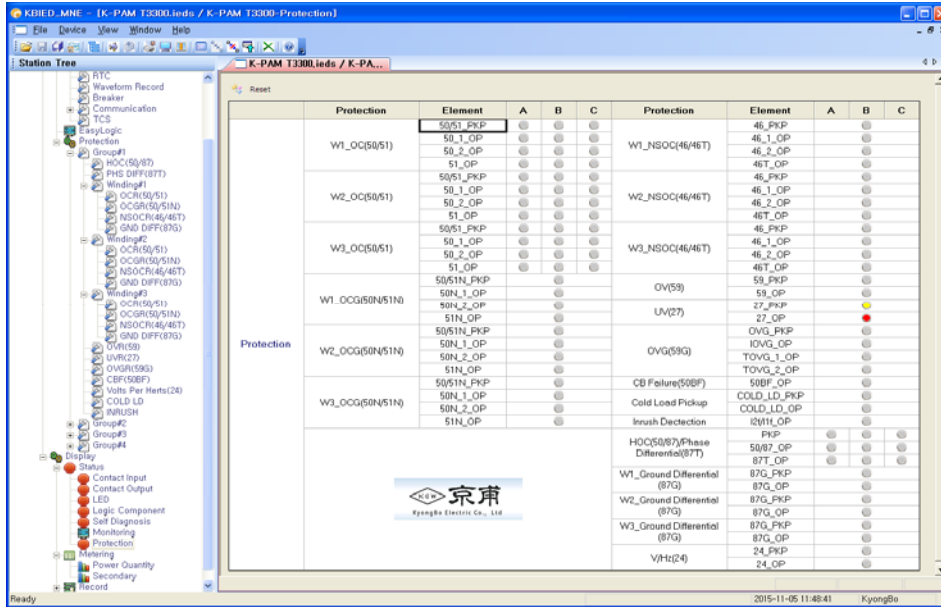 KBIED_MNE - [K-PAM T3300.ieds / K-PAM T3300-Protection]
File Device View Window Help
Station Tree
K-PAM T3300.ieds / K-PA...
RTC
Waveform Record
Breaker
Communication
TCS
EasyLogic
Protection
Group#1
HOC(50/87)
PHS DIFF(87T)
Winding#1
OCR(50/51)
OCGR(50/51N)
NSOCR(46/46T)
GND DIFF(87G)
Winding#2
OCR(50/51)
OCGR(50/51N)
NSOCR(46/46T)
GND DIFF(87G)
Winding#3
OCR(50/51)
OCGR(50/51N)
NSOCR(46/46T)
GND DIFF(87G)
OVR(59)
UVR(27)
OVGR(59G)
CBF(50BF)
Volts Per Herts(24)
COLD LD
INRUSH
Group#2
Group#3
Group#4
Display
Status
Contact Input
Contact Output
LED
Logic Component
Self Diagnosis
Monitoring
Protection
Metering
Power Quantity
Secondary
Record
Reset
Protection Element A B C Protection Element A B C
Protection
W1_OC(50/51)
50/51_PKP
50_1_OP
50_2_OP
51_OP
W2_OC(50/51)
50/51_PKP
50_1_OP
50_2_OP
51_OP
W3_OC(50/51)
50/51_PKP
50_1_OP
50_2_OP
51_OP
W1_OCG(50N/51N)
50/51N_PKP
50N_1_OP
50N_2_OP
51N_OP
W2_OCG(50N/51N)
50/51N_PKP
50N_1_OP
50N_2_OP
51N_OP
W3_OCG(50N/51N)
50/51N_PKP
50N_1_OP
50N_2_OP
51N_OP
KEW 京甫
KyongBo Electric Co., Ltd
W1_NSOC(46/46T)
46_PKP
46_1_OP
46_2_OP
46T_OP
W2_NSOC(46/46T)
46_PKP
46_1_OP
46_2_OP
46T_OP
W3_NSOC(46/46T)
46_PKP
46_1_OP
46_2_OP
46T_OP
OV(59)
59_PKP
59_OP
UV(27)
27_PKP
27_OP
OVG(59G)
OVG_PKP
IOVG_OP
TOVG_1_OP
TOVG_2_OP
CB Failure(50BF)
50BF_OP
Cold Load Pickup
COLD_LD_PKP
COLD_LD_OP
Inrush Dectection
I2f/I1f_OP
HOC(50/87)/Phase
Differential(87T)
PKP
50/87_OP
87T_OP
W1_Ground Differential
(87G)
87G_PKP
87G_OP
W2_Ground Differential
(87G)
87G_PKP
87G_OP
W3_Ground Differential
(87G)
87G_PKP
87G_OP
V/Hz(24)
24_PKP
24_OP
Ready
2015-11-05 11:48:41 KyongBo